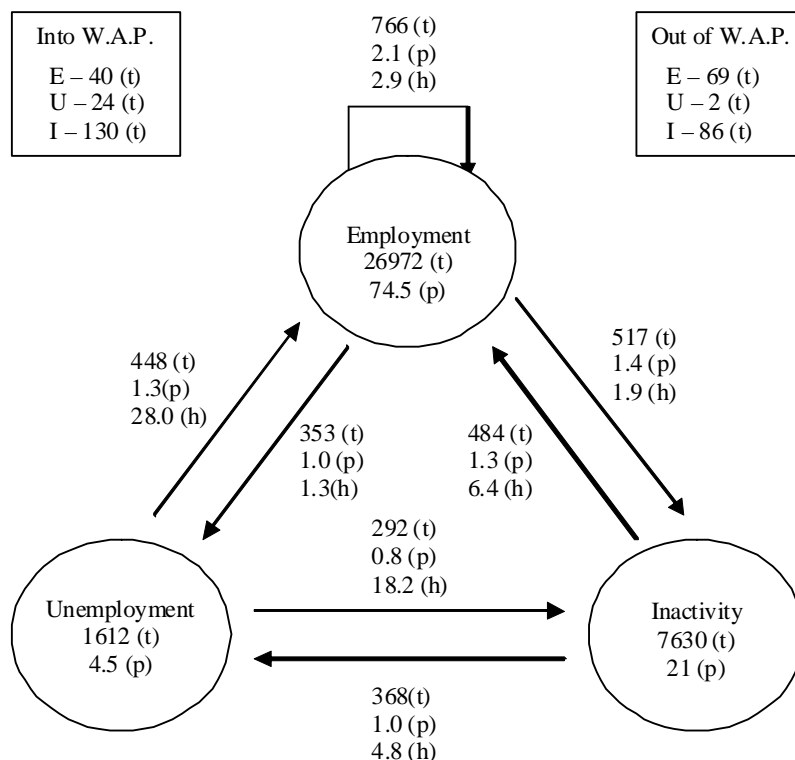 Into W.A.P.
E – 40 (t)
U – 24 (t)
I – 130 (t)
766 (t)
2.1 (p)
2.9 (h)
Out of W.A.P.
E – 69 (t)
U – 2 (t)
I – 86 (t)
Employment
26972 (t)
74.5 (p)
448 (t)
1.3(p)
28.0 (h)
353 (t)
1.0 (p)
1.3(h)
484 (t)
1.3 (p)
6.4 (h)
517 (t)
1.4 (p)
1.9 (h)
292 (t)
0.8 (p)
18.2 (h)
Unemployment
1612 (t)
4.5 (p)
Inactivity
7630 (t)
21 (p)
368(t)
1.0 (p)
4.8 (h)